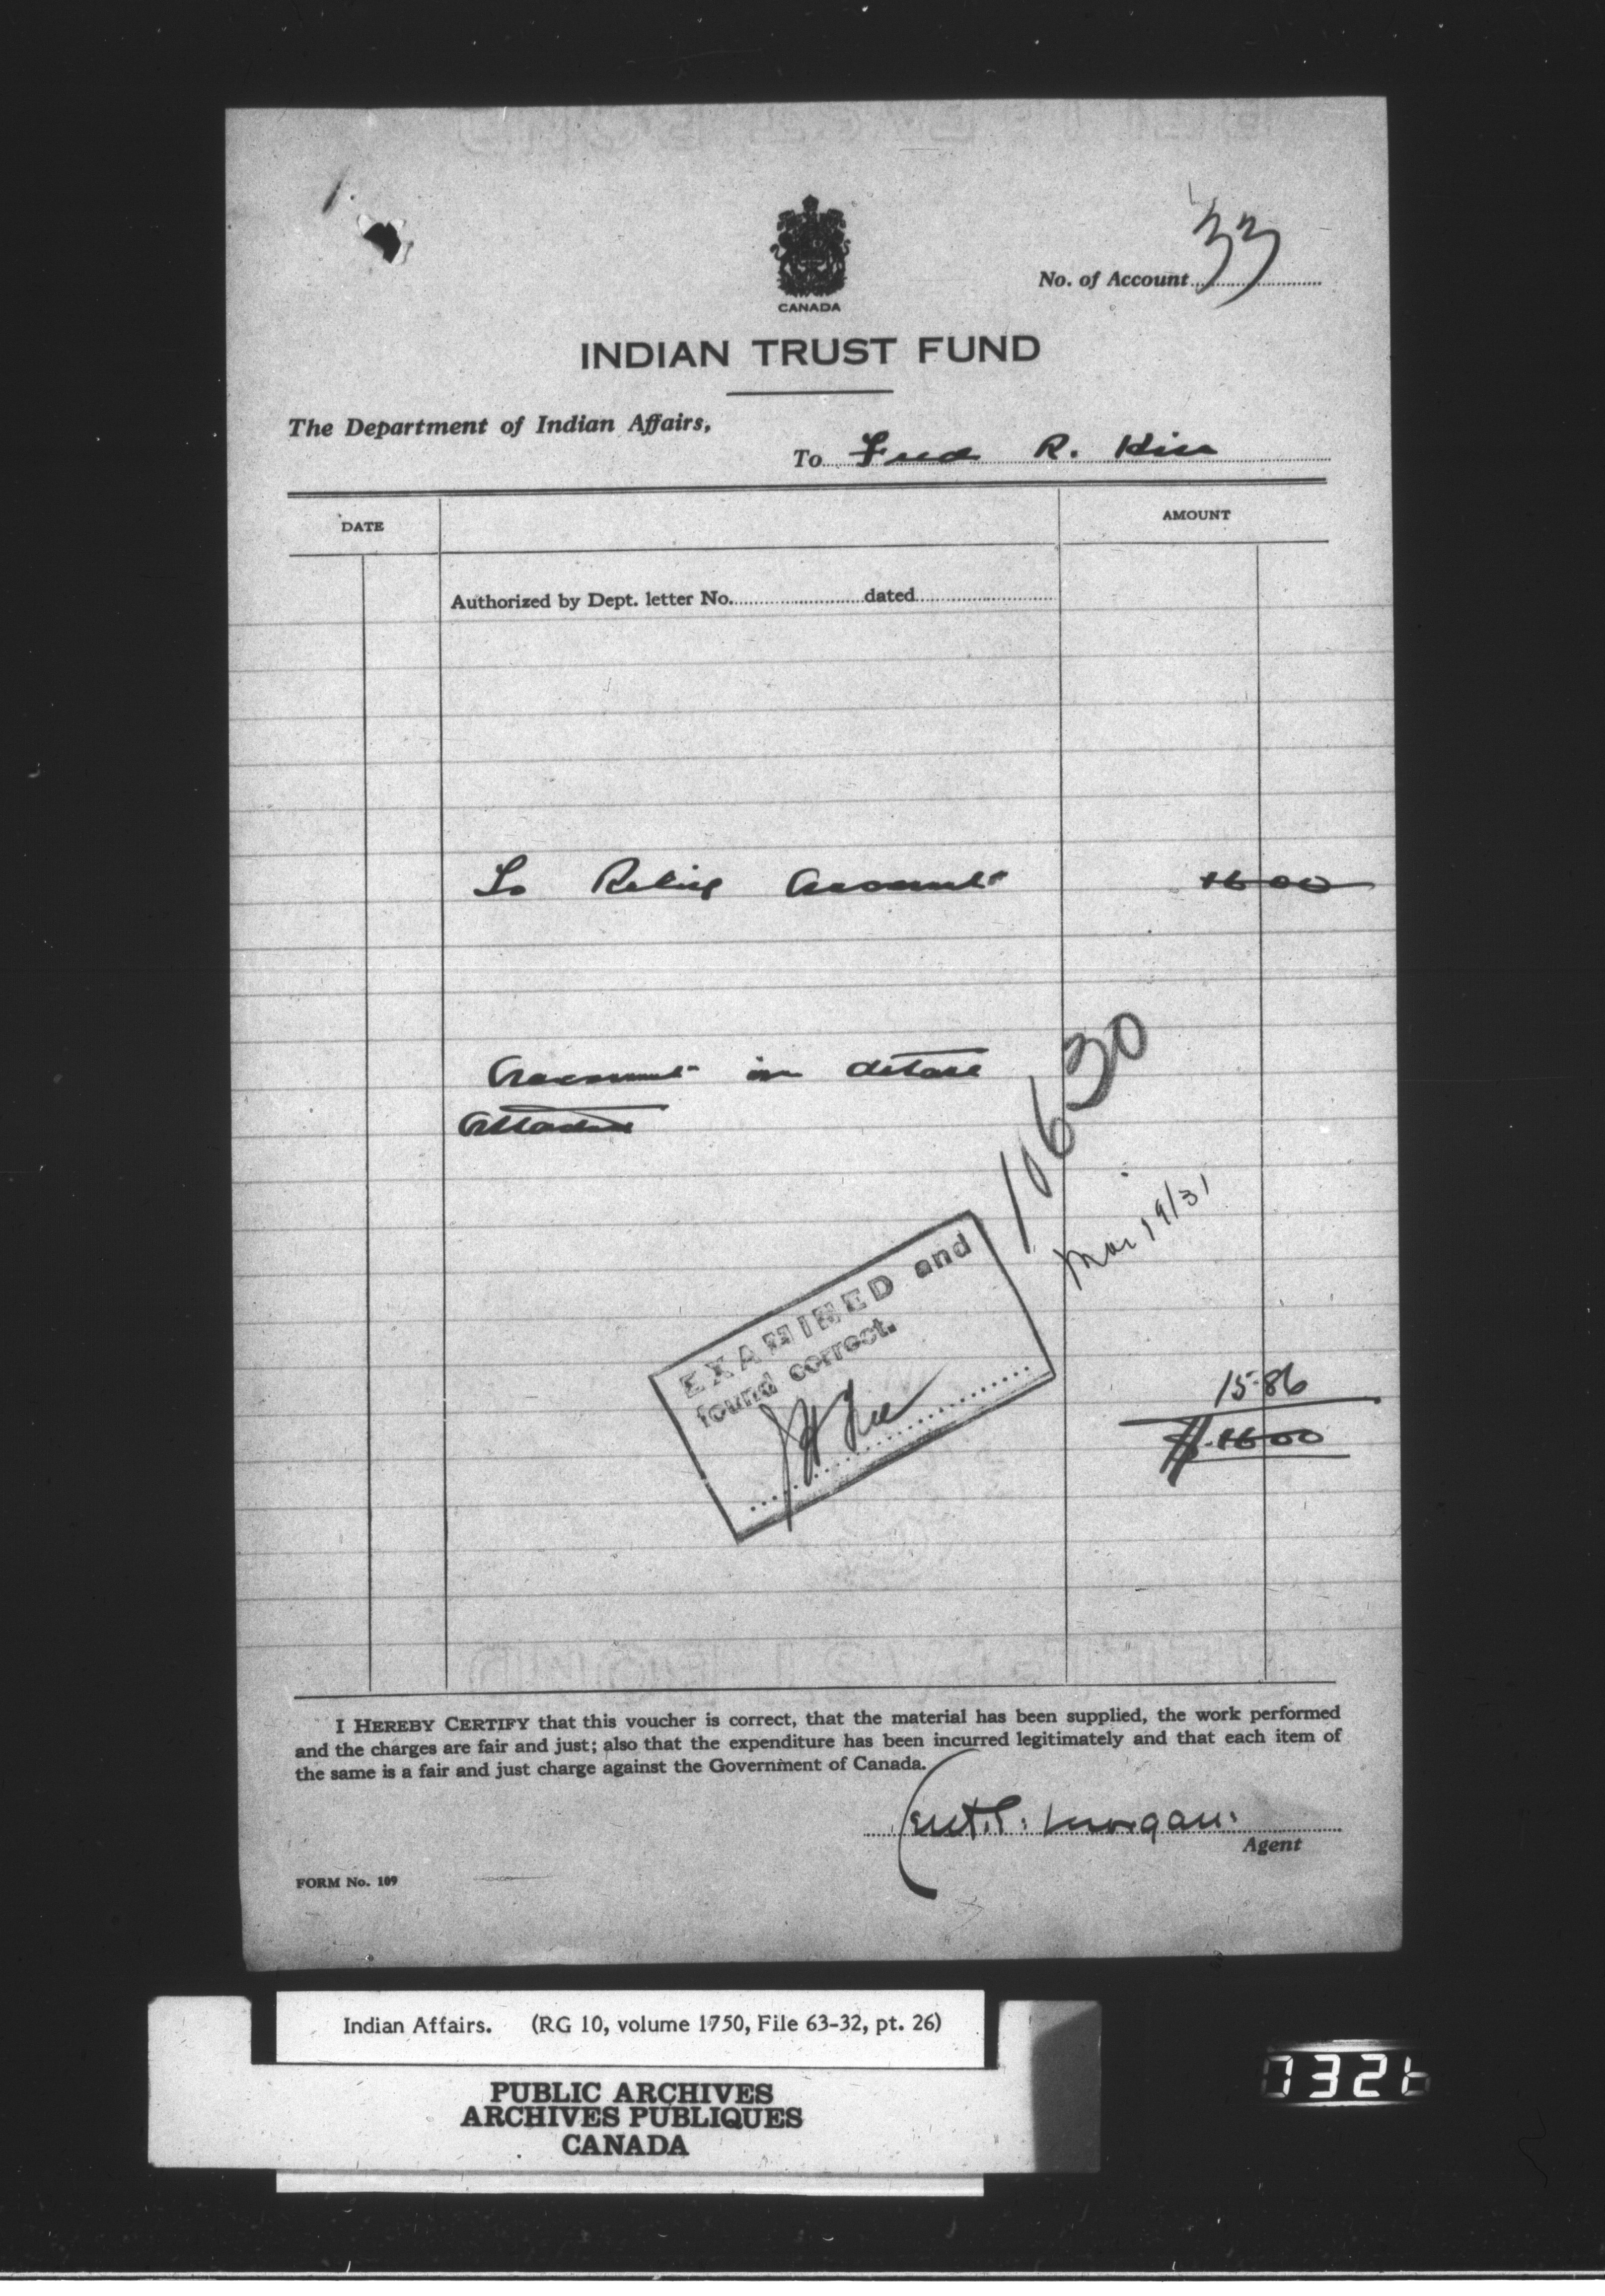 33
No. of Account
CANADA
INDIAN TRUST FUND
The Department of Indian Affairs,
To Fred R. Hill
DATE
AMOUNT
Authorized by Dept. letter No. dated
To Relief Account 16 00
Account in detail
attached
11630
Mar 19/31
EXAMINED and
found correct.
15.86
$ 16 00
I HEREBY CERTIFY that this voucher is correct, that the material has been supplied, the work performed
and the charges are fair and just; also that the expenditure has been incurred legitimately and that each item of
the same is a fair and just charge against the Government of Canada.
Morgan.
Agent
FORM No. 109
Indian Affairs. (RG 10, volume 1750, File 63-32, pt. 26)
PUBLIC ARCHIVES
ARCHIVES PUBLIQUES
CANADA